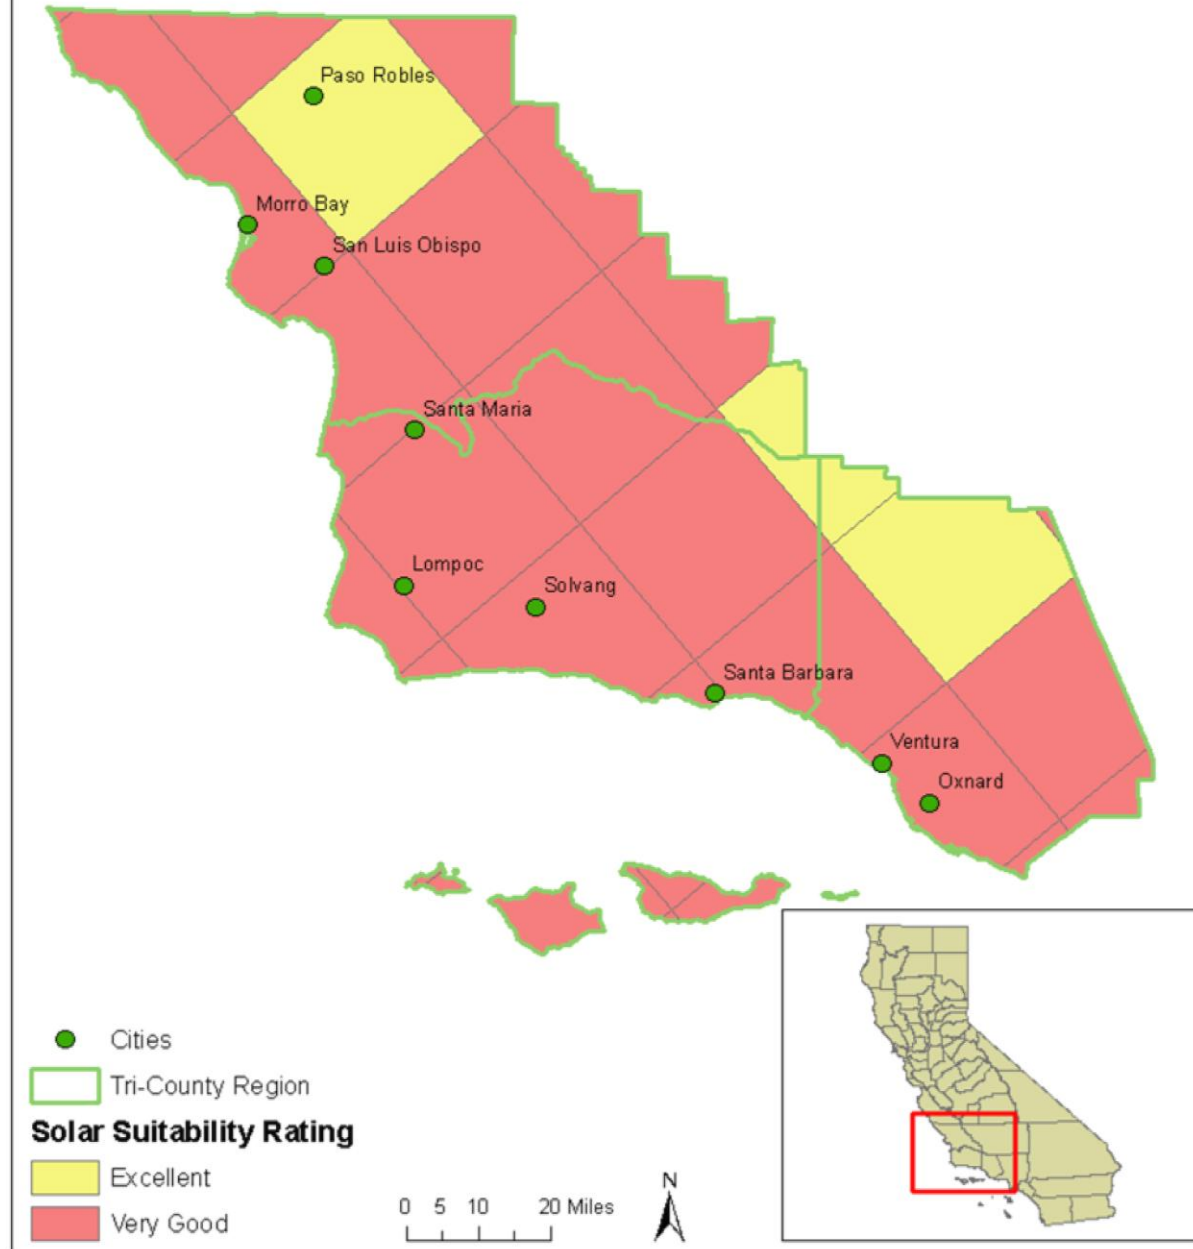 Paso Robles
Morro Bay
San Luis Obispo
Santa Maria
Lompoc
Solvang
Santa Barbara
Ventura
Oxnard
Cities
Tri-County Region
Solar Suitability Rating
Excellent
Very Good
0 5 10 20 Miles
N